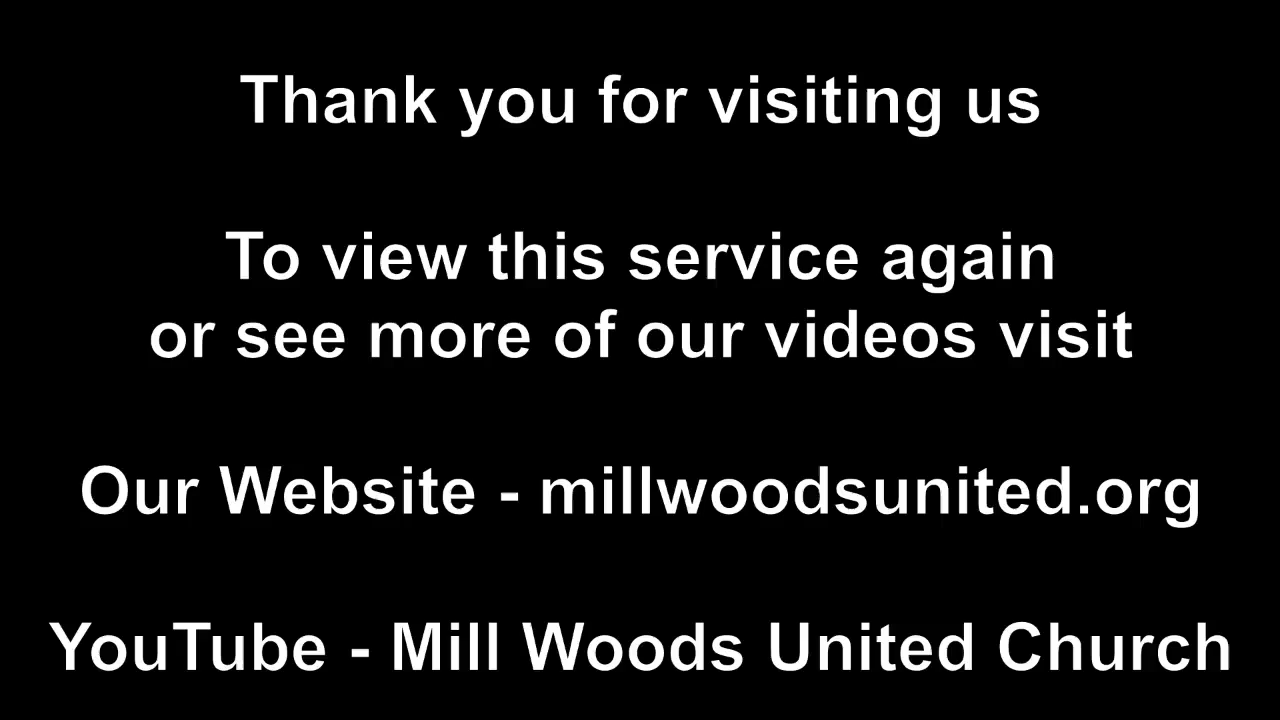 Thank you for visiting us
To view this service again
or see more of our videos visit
Our Website - millwoodsunited.org
YouTube - Mill Woods United Church